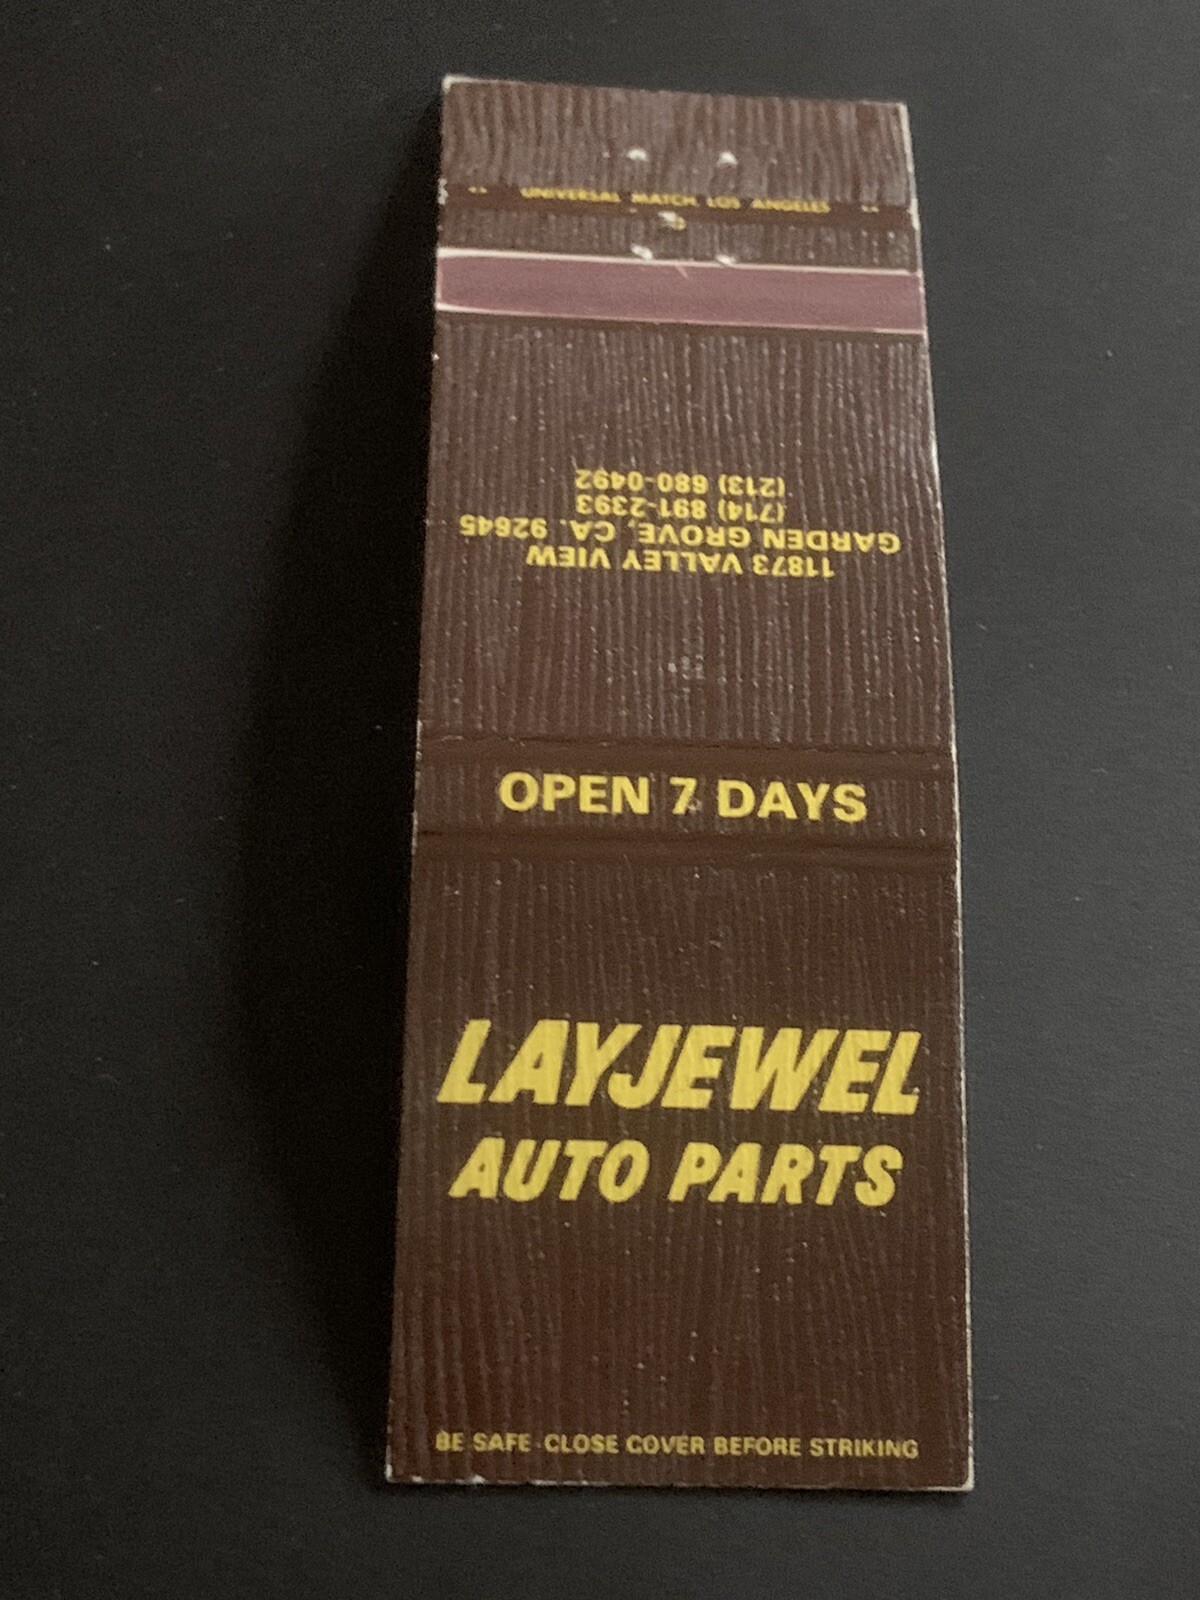 UNIVERSAL MATCH, LOS ANGELES
11873 VALLEY VIEW
GARDEN GROVE, CA. 92645
(714) 891-2393
(213) 680-0492
OPEN 7 DAYS
LAYJEWEL
AUTO PARTS
BE SAFE-CLOSE COVER BEFORE STRIKING